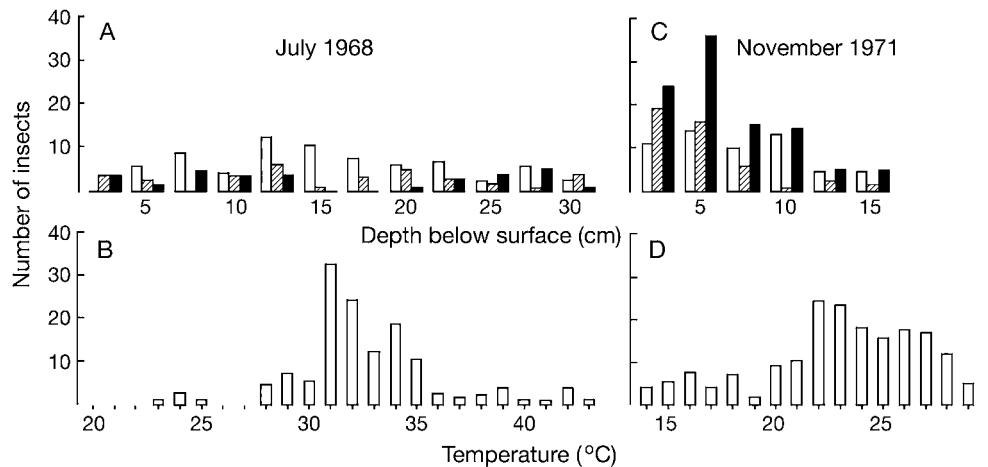 A
July 1968
C
November 1971
40
30
20
10
5 10 15 20 25 30
5 10 15
Depth below surface (cm)
Number of insects
B
D
40
30
20
10
20 25 30 35 40
15 20 25
Temperature (°C)